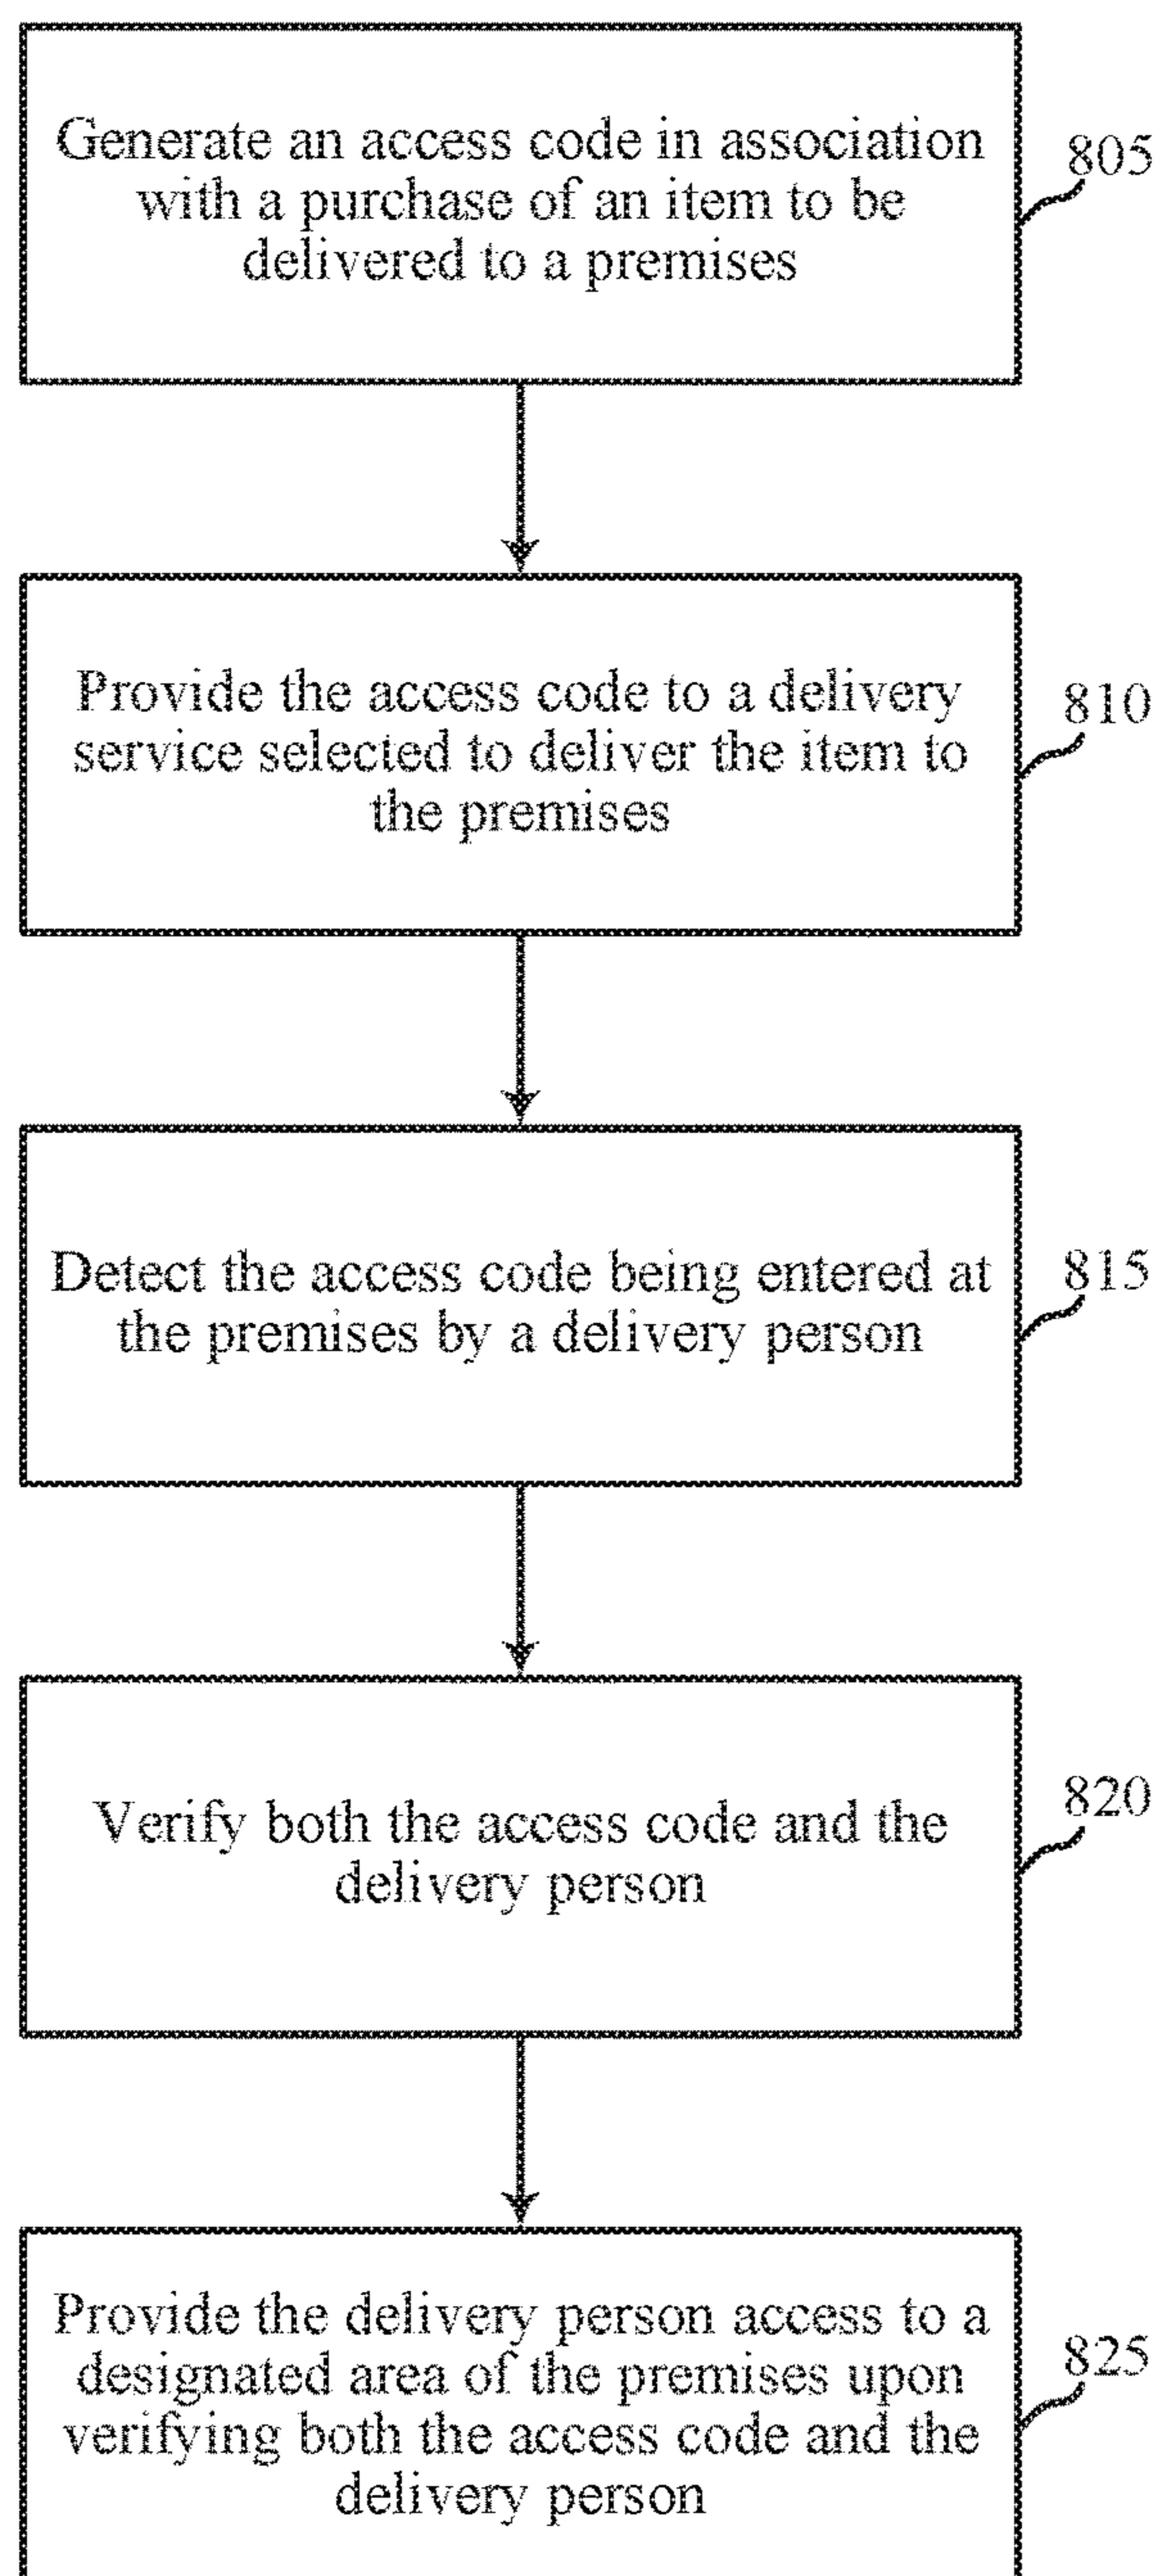 Generate an access code in association
with a purchase of an item to be
delivered to a premises
805
Provide the access code to a delivery
service selected to deliver the item to
the premises
810
Detect the access code being entered at
the premises by a delivery person
815
Verify both the access code and the
delivery person
820
Provide the delivery person access to a
designated area of the premises upon
verifying both the access code and the
delivery person
825